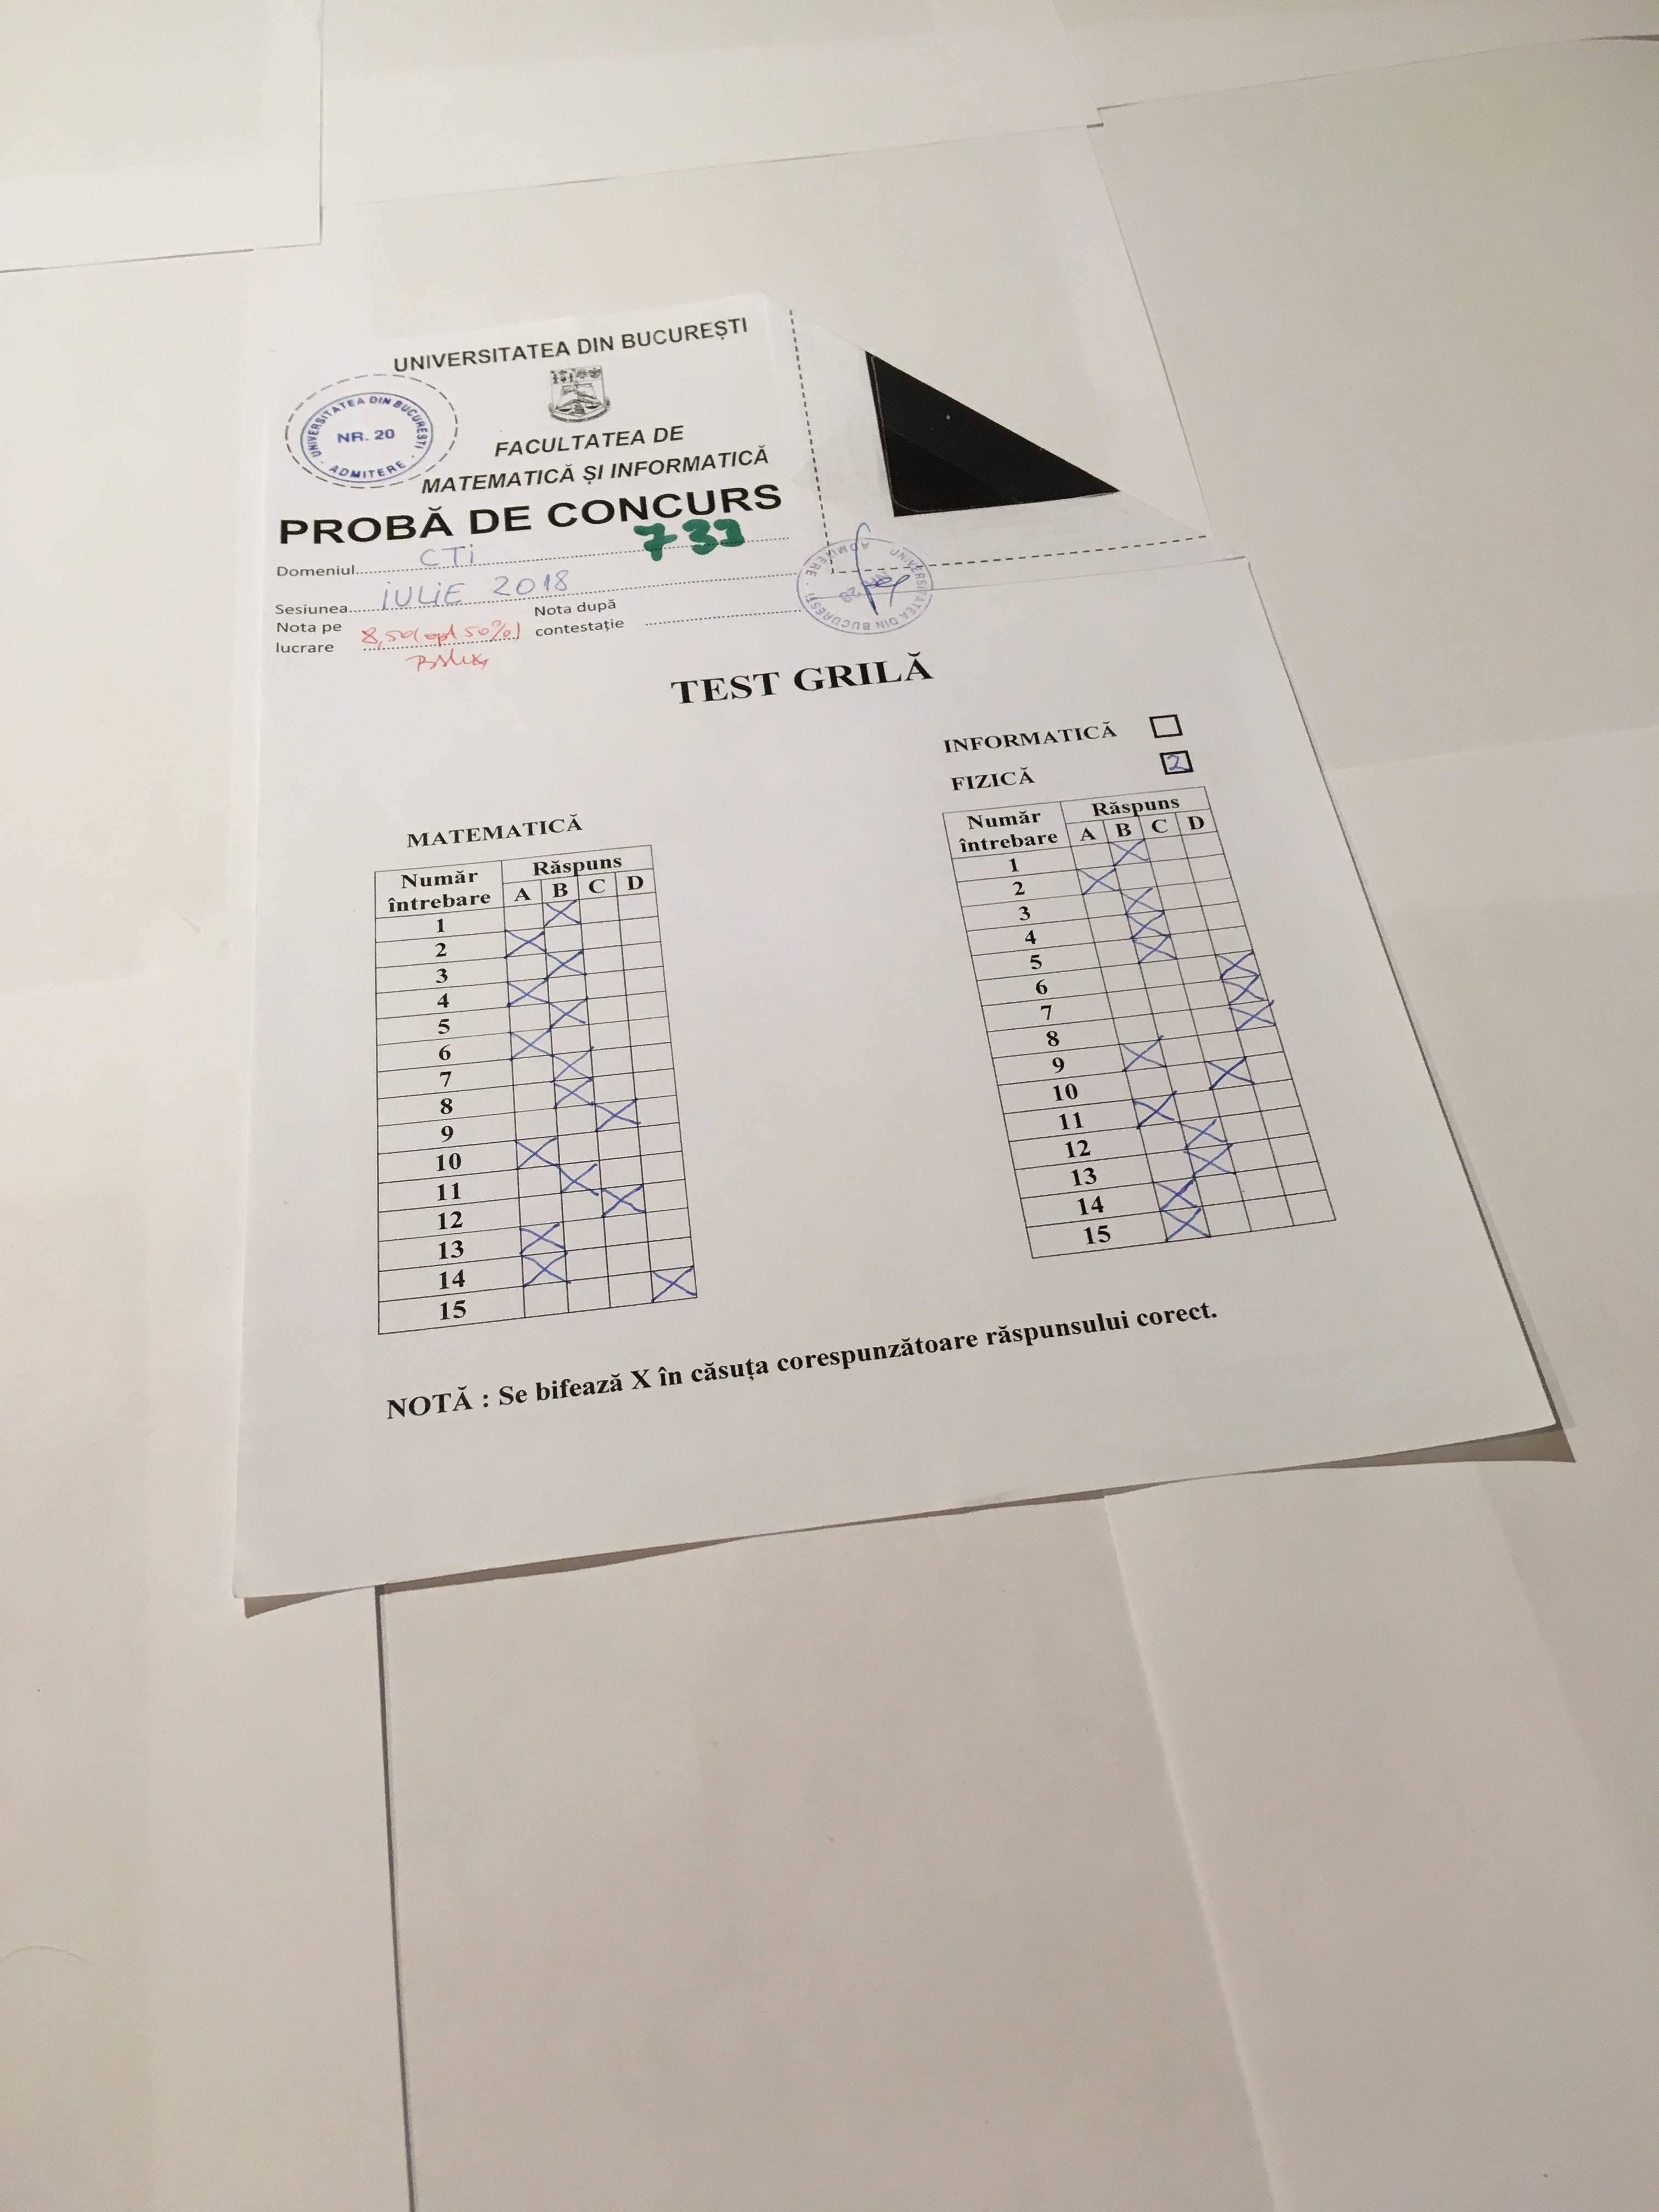 UNIVERSITATEA DIN BUCUREȘTI
UNIVERSITATEA DIN BUCUREȘTI
NR. 20
· ADMITERE ·
FACULTATEA DE
MATEMATICĂ ȘI INFORMATICĂ
PROBĂ DE CONCURS
Domeniul CTi
Sesiunea iULiE 2018
Nota pe lucrare 8,50
Nota după contestație
UNIVERSITATEA DIN BUCUREȘTI · ADMITERE
TEST GRILĂ
MATEMATICĂ
Număr întrebare Răspuns
A B C D
1 X
2 X
3 X
4 X
5 X
6 X
7 X
8 X
9 X
10 X
11 X
12 X
13 X
14 X
15 X
INFORMATICĂ
FIZICĂ 2
Număr întrebare Răspuns
A B C D
1 X
2 X
3 X
4 X
5 X
6 X
7 X
8 X
9 X
10 X
11 X
12 X
13 X
14 X
15 X
NOTĂ : Se bifează X în căsuța corespunzătoare răspunsului corect.